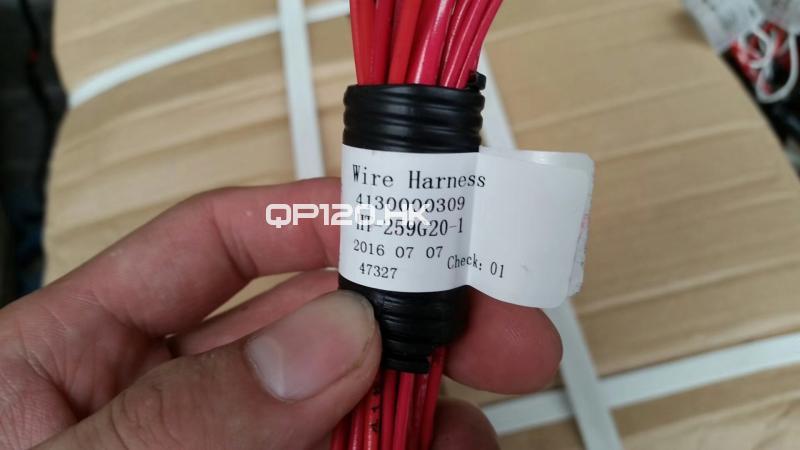 Wire Harness
4130000309
QP120.HK
HT-259G20-1
2016 07 07
Check: 01
47327